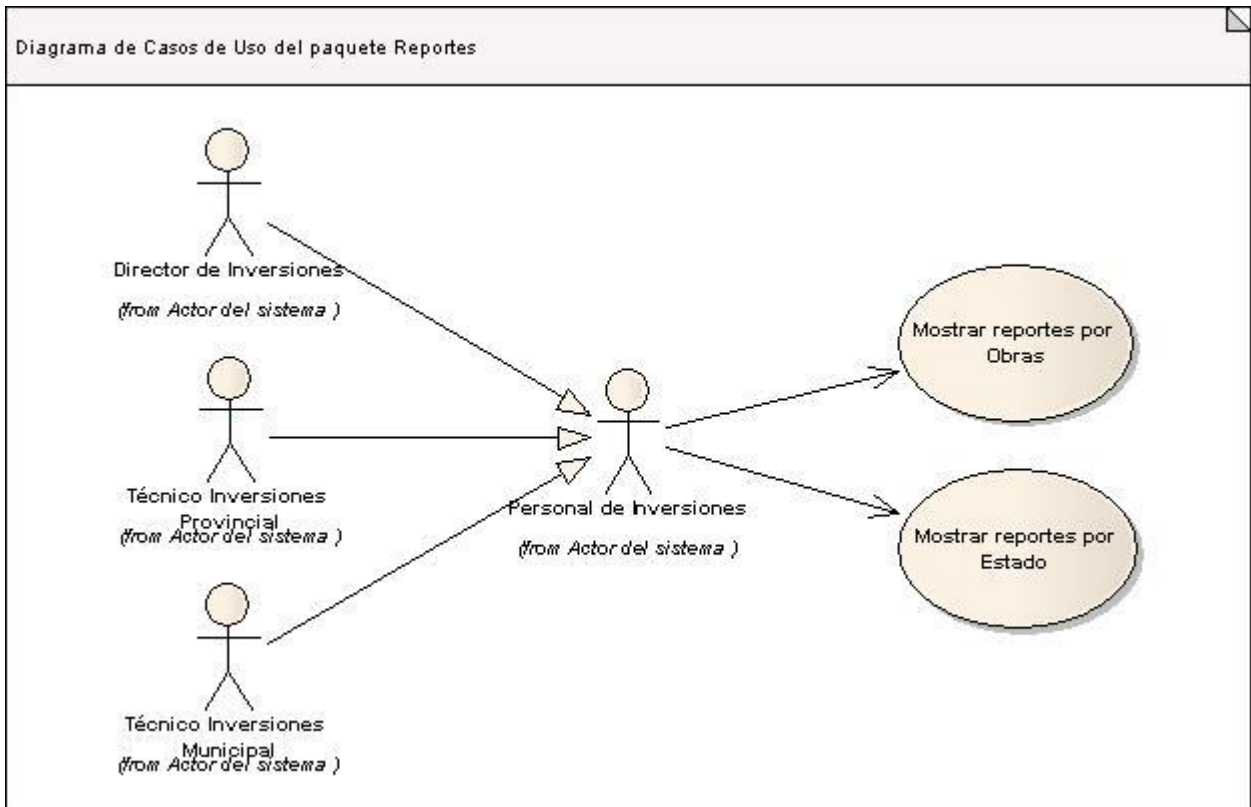 Diagrama de Casos de Uso del paquete Reportes
Director de Inversiones
(from Actor del sistema )
Técnico Inversiones
Provincial
(from Actor del sistema )
Técnico Inversiones
Municipal
(from Actor del sistema )
Personal de Inversiones
(from Actor del sistema )
Mostrar reportes por
Obras
Mostrar reportes por
Estado